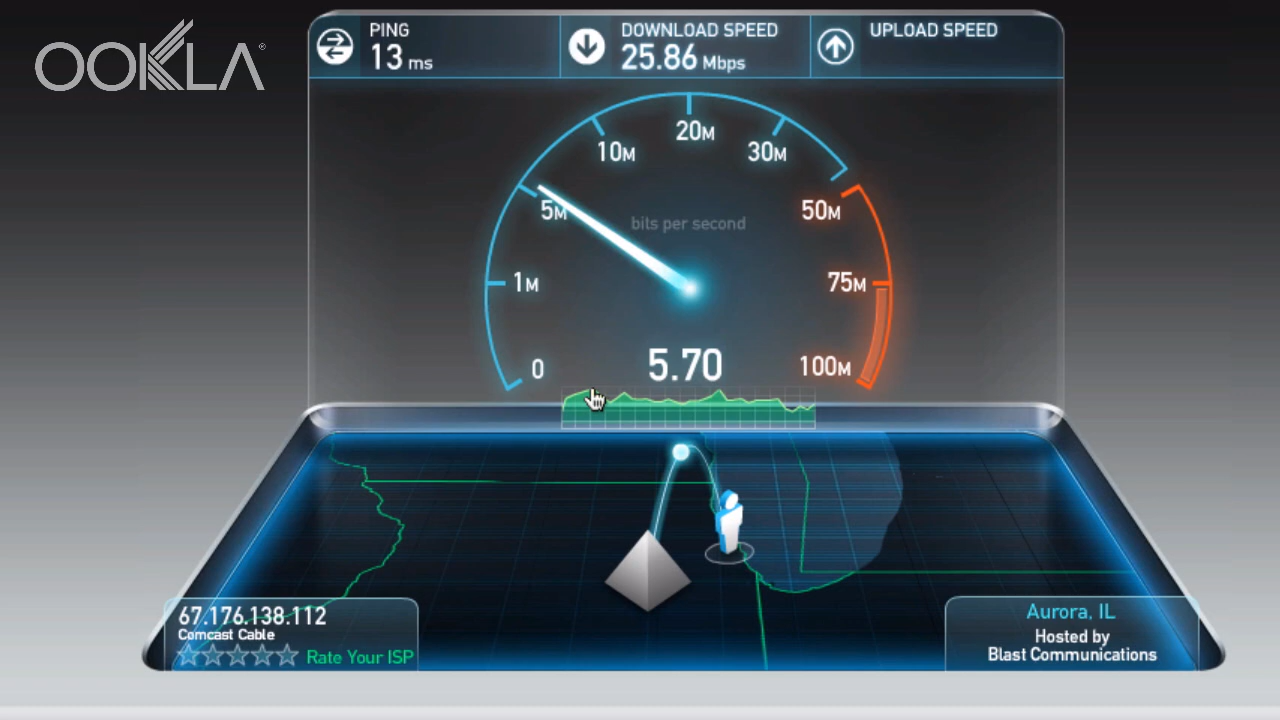 OOKLA®
PING
13 ms
DOWNLOAD SPEED
25.86 Mbps
UPLOAD SPEED
20M
10M
30M
5M
50M
bits per second
1M
75M
0
5.70
100M
67.176.138.112
Comcast Cable
Rate Your ISP
Aurora, IL
Hosted by
Blast Communications